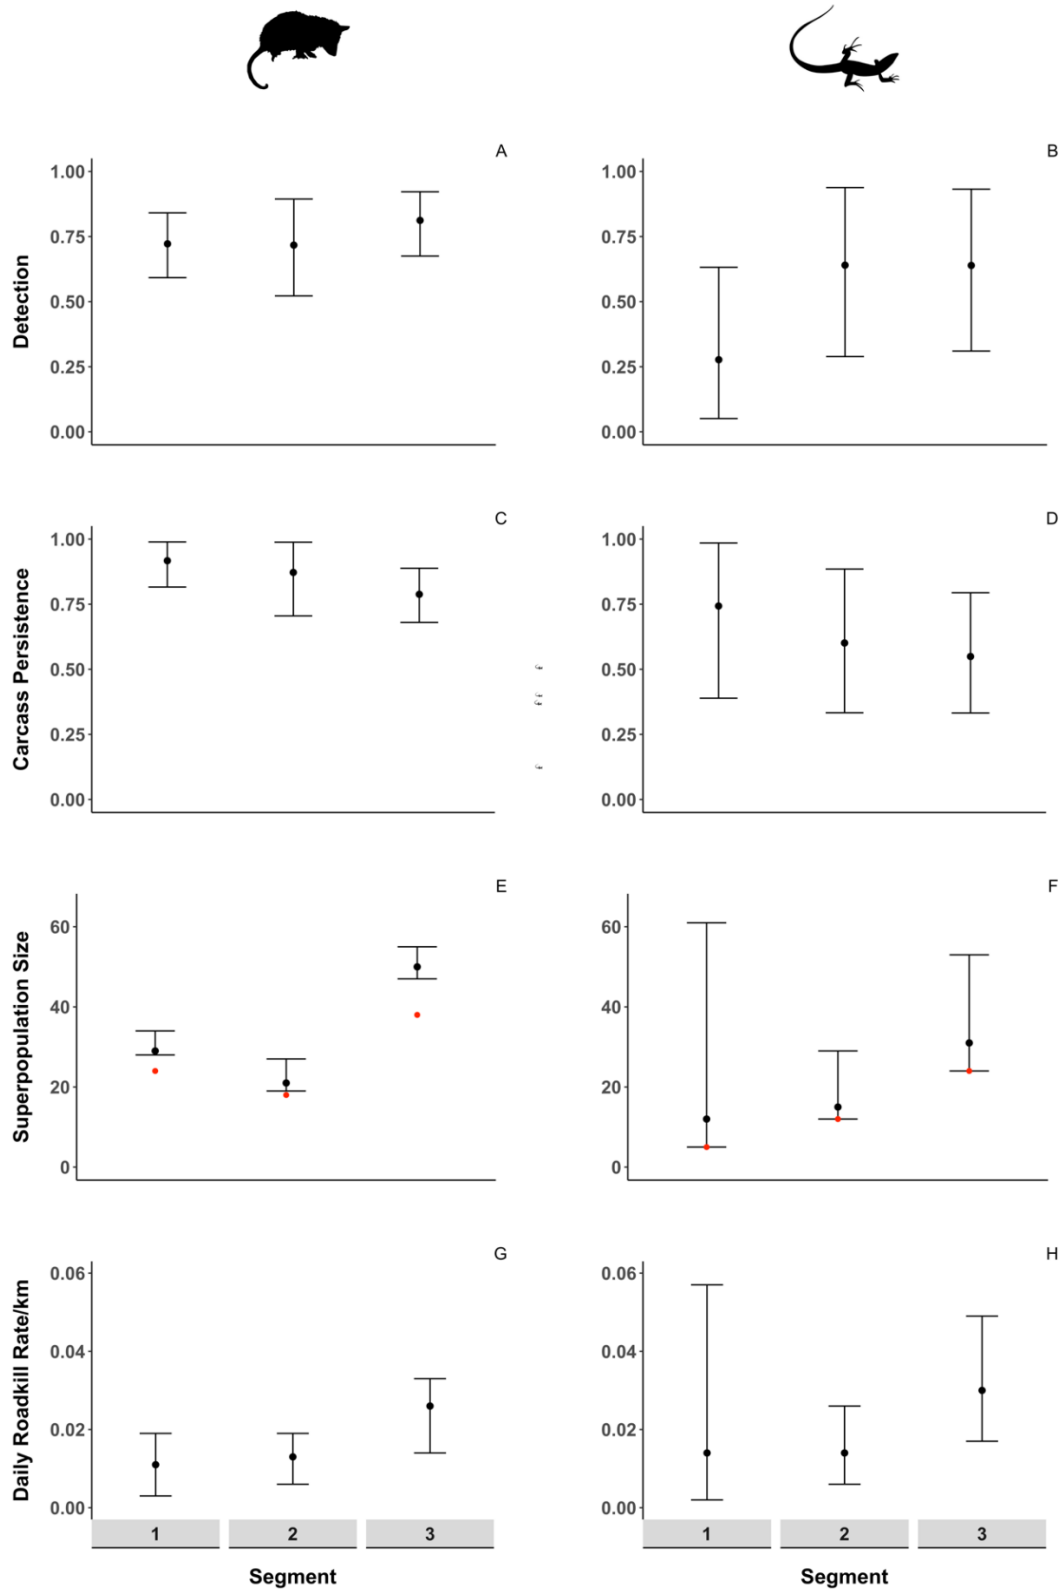 A
B
Detection
1.00
0.75
0.50
0.25
0.00
1.00
0.75
0.50
0.25
0.00
C
D
Carcass Persistence
1.00
0.75
0.50
0.25
0.00
1.00
0.75
0.50
0.25
0.00
E
F
Superpopulation Size
60
40
20
0
60
40
20
0
G
H
Daily Roadkill Rate/km
0.06
0.04
0.02
0.00
0.06
0.04
0.02
0.00
1 2 3
1 2 3
Segment
Segment